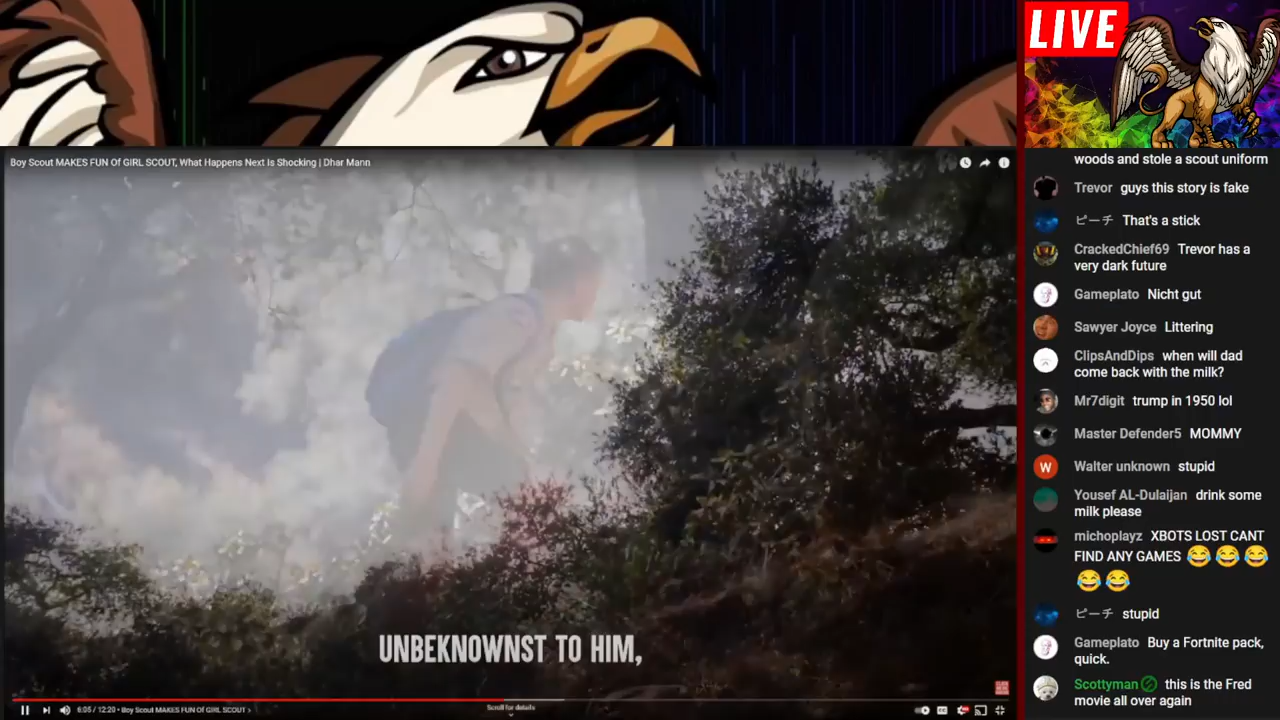 LIVE
Boy Scout MAKES FUN Of GIRL SCOUT, What Happens Next Is Shocking | Dhar Mann
woods and stole a scout uniform
Trevor guys this story is fake
ピーチ That's a stick
CrackedChief69 Trevor has a
very dark future
Gameplato Nicht gut
Sawyer Joyce Littering
ClipsAndDips when will dad
come back with the milk?
Mr7digit trump in 1950 lol
Master Defender5 MOMMY
W
Walter unknown stupid
Yousef AL-Dulaijan drink some
milk please
michoplayz XBOTS LOST CANT
FIND ANY GAMES 😂😂😂
😂😂
ピーチ stupid
Gameplato Buy a Fortnite pack,
quick.
Scottyman this is the Fred
movie all over again
UNBEKNOWNST TO HIM,
6:05 / 12:20 • Boy Scout MAKES FUN Of GIRL SCOUT >
Scroll for details